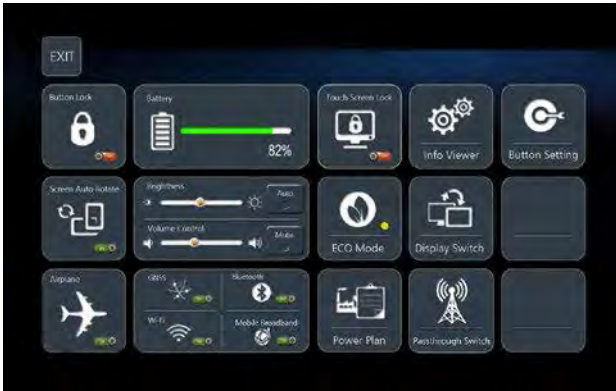 EXIT
Button Lock
Battery
82%
Touch Screen Lock
Info Viewer
Button Setting
Screen Auto Rotate
Brightness
Auto
Volume Control
Mute
ECO Mode
Display Switch
Airplane
GNSS
Bluetooth
Wi-Fi
Mobile Broadband
Power Plan
Passthrough Switch